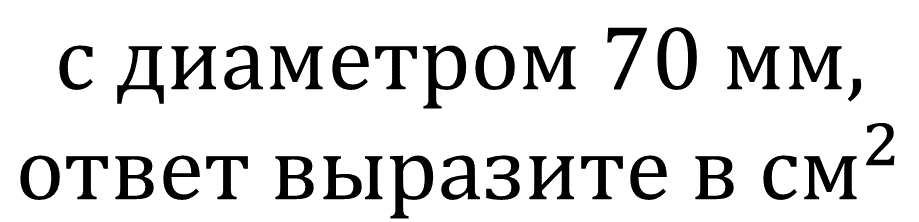 с диаметром 70 мм,
ответ выразите в см²